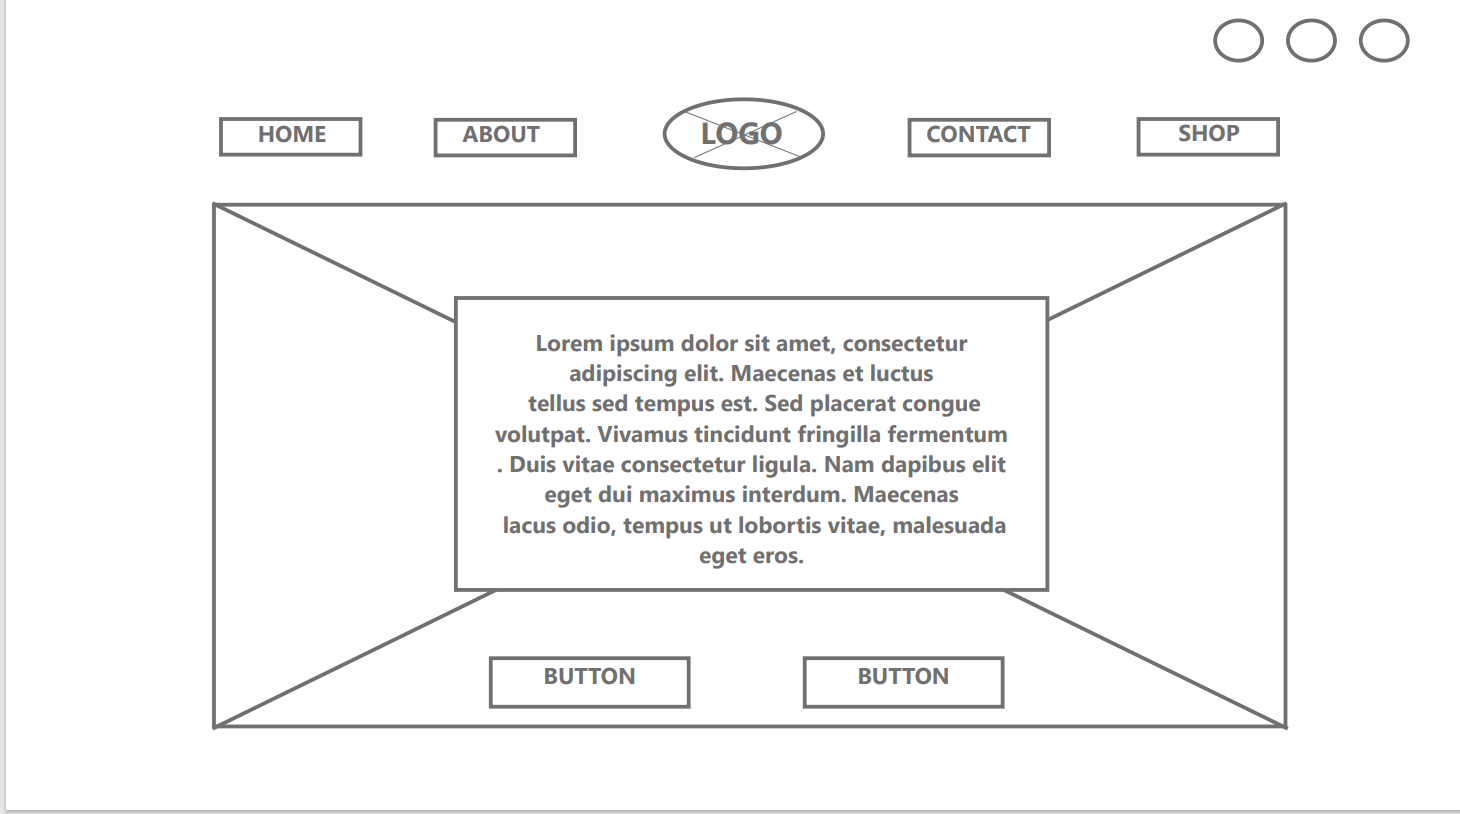 HOME
ABOUT
LOGO
CONTACT
SHOP
Lorem ipsum dolor sit amet, consectetur
adipiscing elit. Maecenas et luctus
tellus sed tempus est. Sed placerat congue
volutpat. Vivamus tincidunt fringilla fermentum
. Duis vitae consectetur ligula. Nam dapibus elit
eget dui maximus interdum. Maecenas
lacus odio, tempus ut lobortis vitae, malesuada
eget eros.
BUTTON
BUTTON